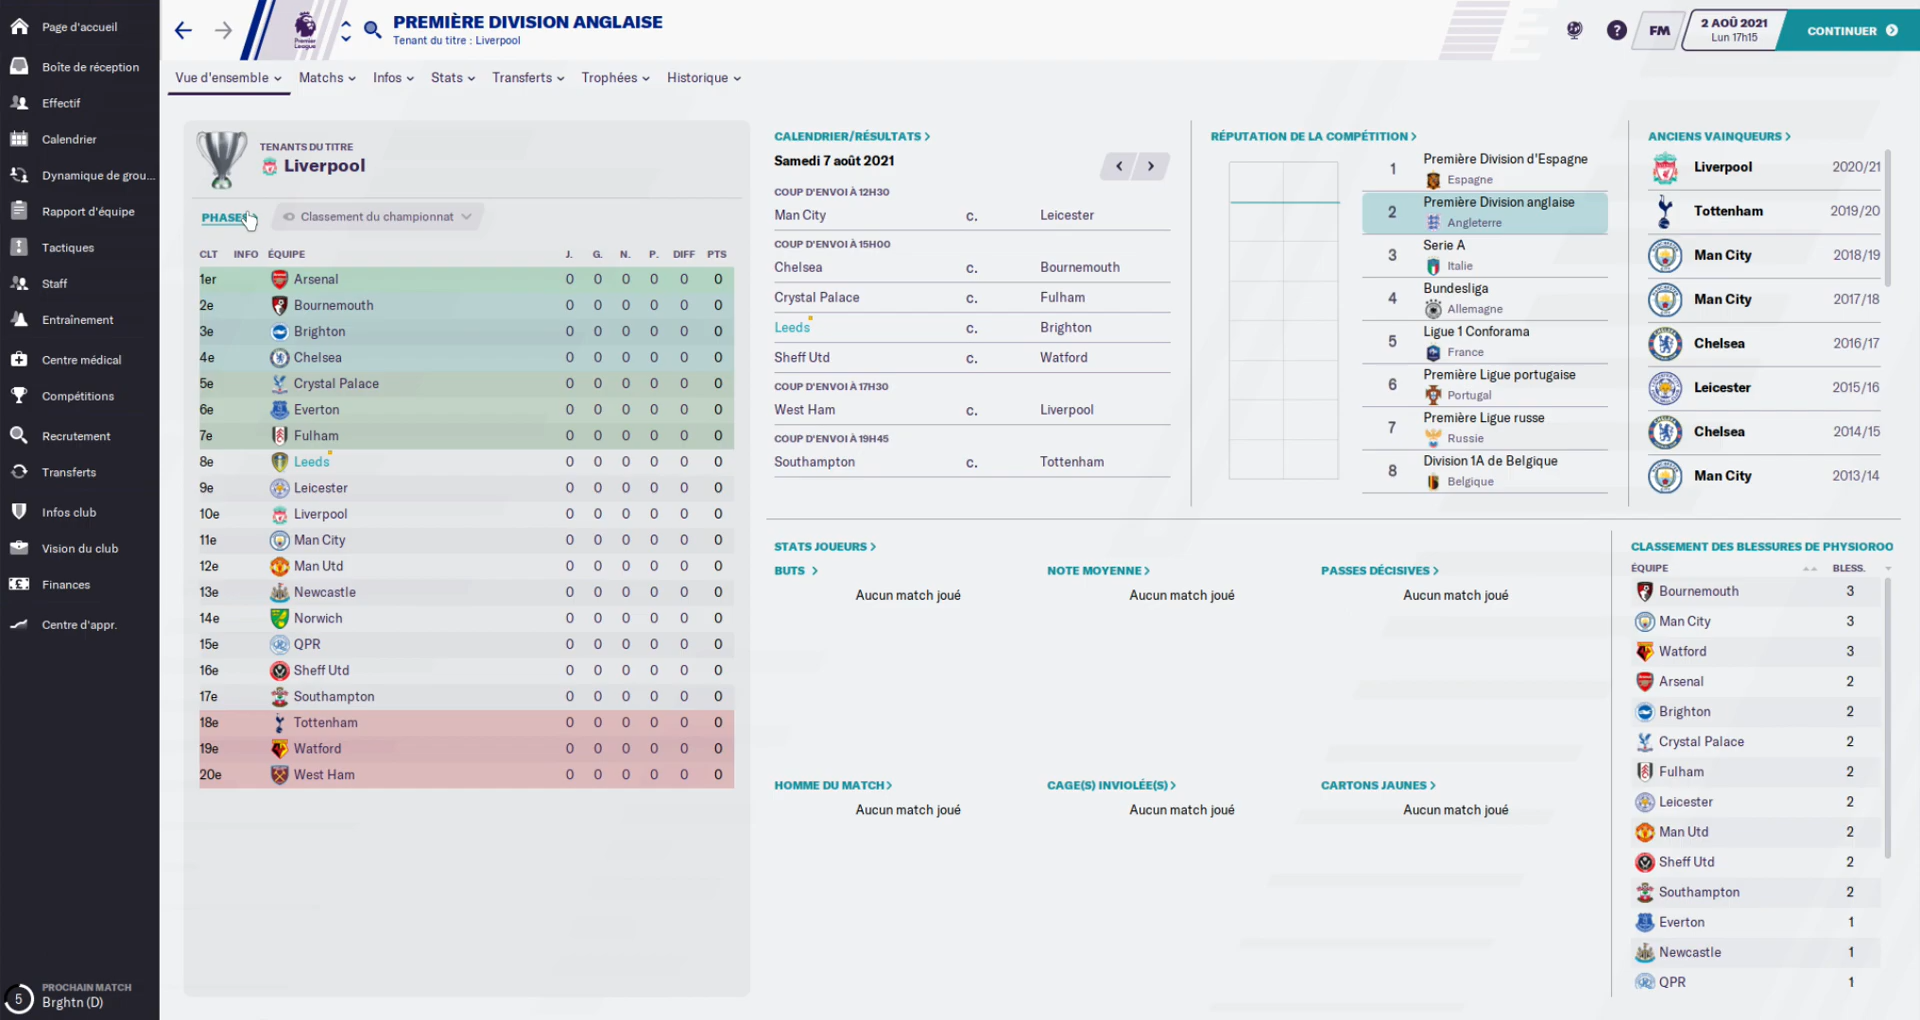 Page d'accueil
Boîte de réception
Effectif
Calendrier
Dynamique de grou...
Rapport d'équipe
Tactiques
Staff
Entraînement
Centre médical
Compétitions
Recrutement
Transferts
Infos club
Vision du club
Finances
Centre d'appr.
5
PROCHAIN MATCH
Brghtn (D)
Premier League
PREMIÈRE DIVISION ANGLAISE
Tenant du titre : Liverpool
?
FM
2 AOÛ 2021
Lun 17h15
CONTINUER
Vue d'ensemble Matchs Infos Stats Transferts Trophées Historique
TENANTS DU TITRE
Liverpool
PHASES Classement du championnat
CLT INFO ÉQUIPE J. G. N. P. DIFF PTS
1er Arsenal 0 0 0 0 0 0
2e Bournemouth 0 0 0 0 0 0
3e Brighton 0 0 0 0 0 0
4e Chelsea 0 0 0 0 0 0
5e Crystal Palace 0 0 0 0 0 0
6e Everton 0 0 0 0 0 0
7e Fulham 0 0 0 0 0 0
8e Leeds 0 0 0 0 0 0
9e Leicester 0 0 0 0 0 0
10e Liverpool 0 0 0 0 0 0
11e Man City 0 0 0 0 0 0
12e Man Utd 0 0 0 0 0 0
13e Newcastle 0 0 0 0 0 0
14e Norwich 0 0 0 0 0 0
15e QPR 0 0 0 0 0 0
16e Sheff Utd 0 0 0 0 0 0
17e Southampton 0 0 0 0 0 0
18e Tottenham 0 0 0 0 0 0
19e Watford 0 0 0 0 0 0
20e West Ham 0 0 0 0 0 0
CALENDRIER/RÉSULTATS >
Samedi 7 août 2021
COUP D'ENVOI À 12H30
Man City c. Leicester
COUP D'ENVOI À 15H00
Chelsea c. Bournemouth
Crystal Palace c. Fulham
Leeds c. Brighton
Sheff Utd c. Watford
COUP D'ENVOI À 17H30
West Ham c. Liverpool
COUP D'ENVOI À 19H45
Southampton c. Tottenham
RÉPUTATION DE LA COMPÉTITION >
1 Première Division d'Espagne
Espagne
2 Première Division anglaise
Angleterre
3 Serie A
Italie
4 Bundesliga
Allemagne
5 Ligue 1 Conforama
France
6 Première Ligue portugaise
Portugal
7 Première Ligue russe
Russie
8 Division 1A de Belgique
Belgique
ANCIENS VAINQUEURS >
Liverpool 2020/21
Tottenham 2019/20
Man City 2018/19
Man City 2017/18
Chelsea 2016/17
Leicester 2015/16
Chelsea 2014/15
Man City 2013/14
STATS JOUEURS >
BUTS >
Aucun match joué
NOTE MOYENNE >
Aucun match joué
PASSES DÉCISIVES >
Aucun match joué
HOMME DU MATCH >
Aucun match joué
CAGE(S) INVIOLÉE(S) >
Aucun match joué
CARTONS JAUNES >
Aucun match joué
CLASSEMENT DES BLESSURES DE PHYSIOROO
ÉQUIPE BLESS.
Bournemouth 3
Man City 3
Watford 3
Arsenal 2
Brighton 2
Crystal Palace 2
Fulham 2
Leicester 2
Man Utd 2
Sheff Utd 2
Southampton 2
Everton 1
Newcastle 1
QPR 1